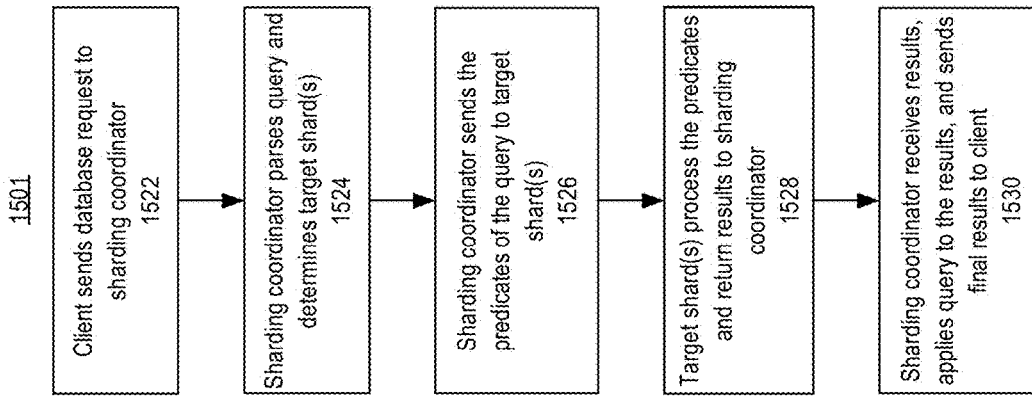 1501
Client sends database request to
sharding coordinator
1522
Sharding coordinator parses query and
determines target shard(s)
1524
Sharding coordinator sends the
predicates of the query to target
shard(s)
1526
Target shard(s) process the predicates
and return results to sharding
coordinator
1528
Sharding coordinator receives results,
applies query to the results, and sends
final results to client
1530